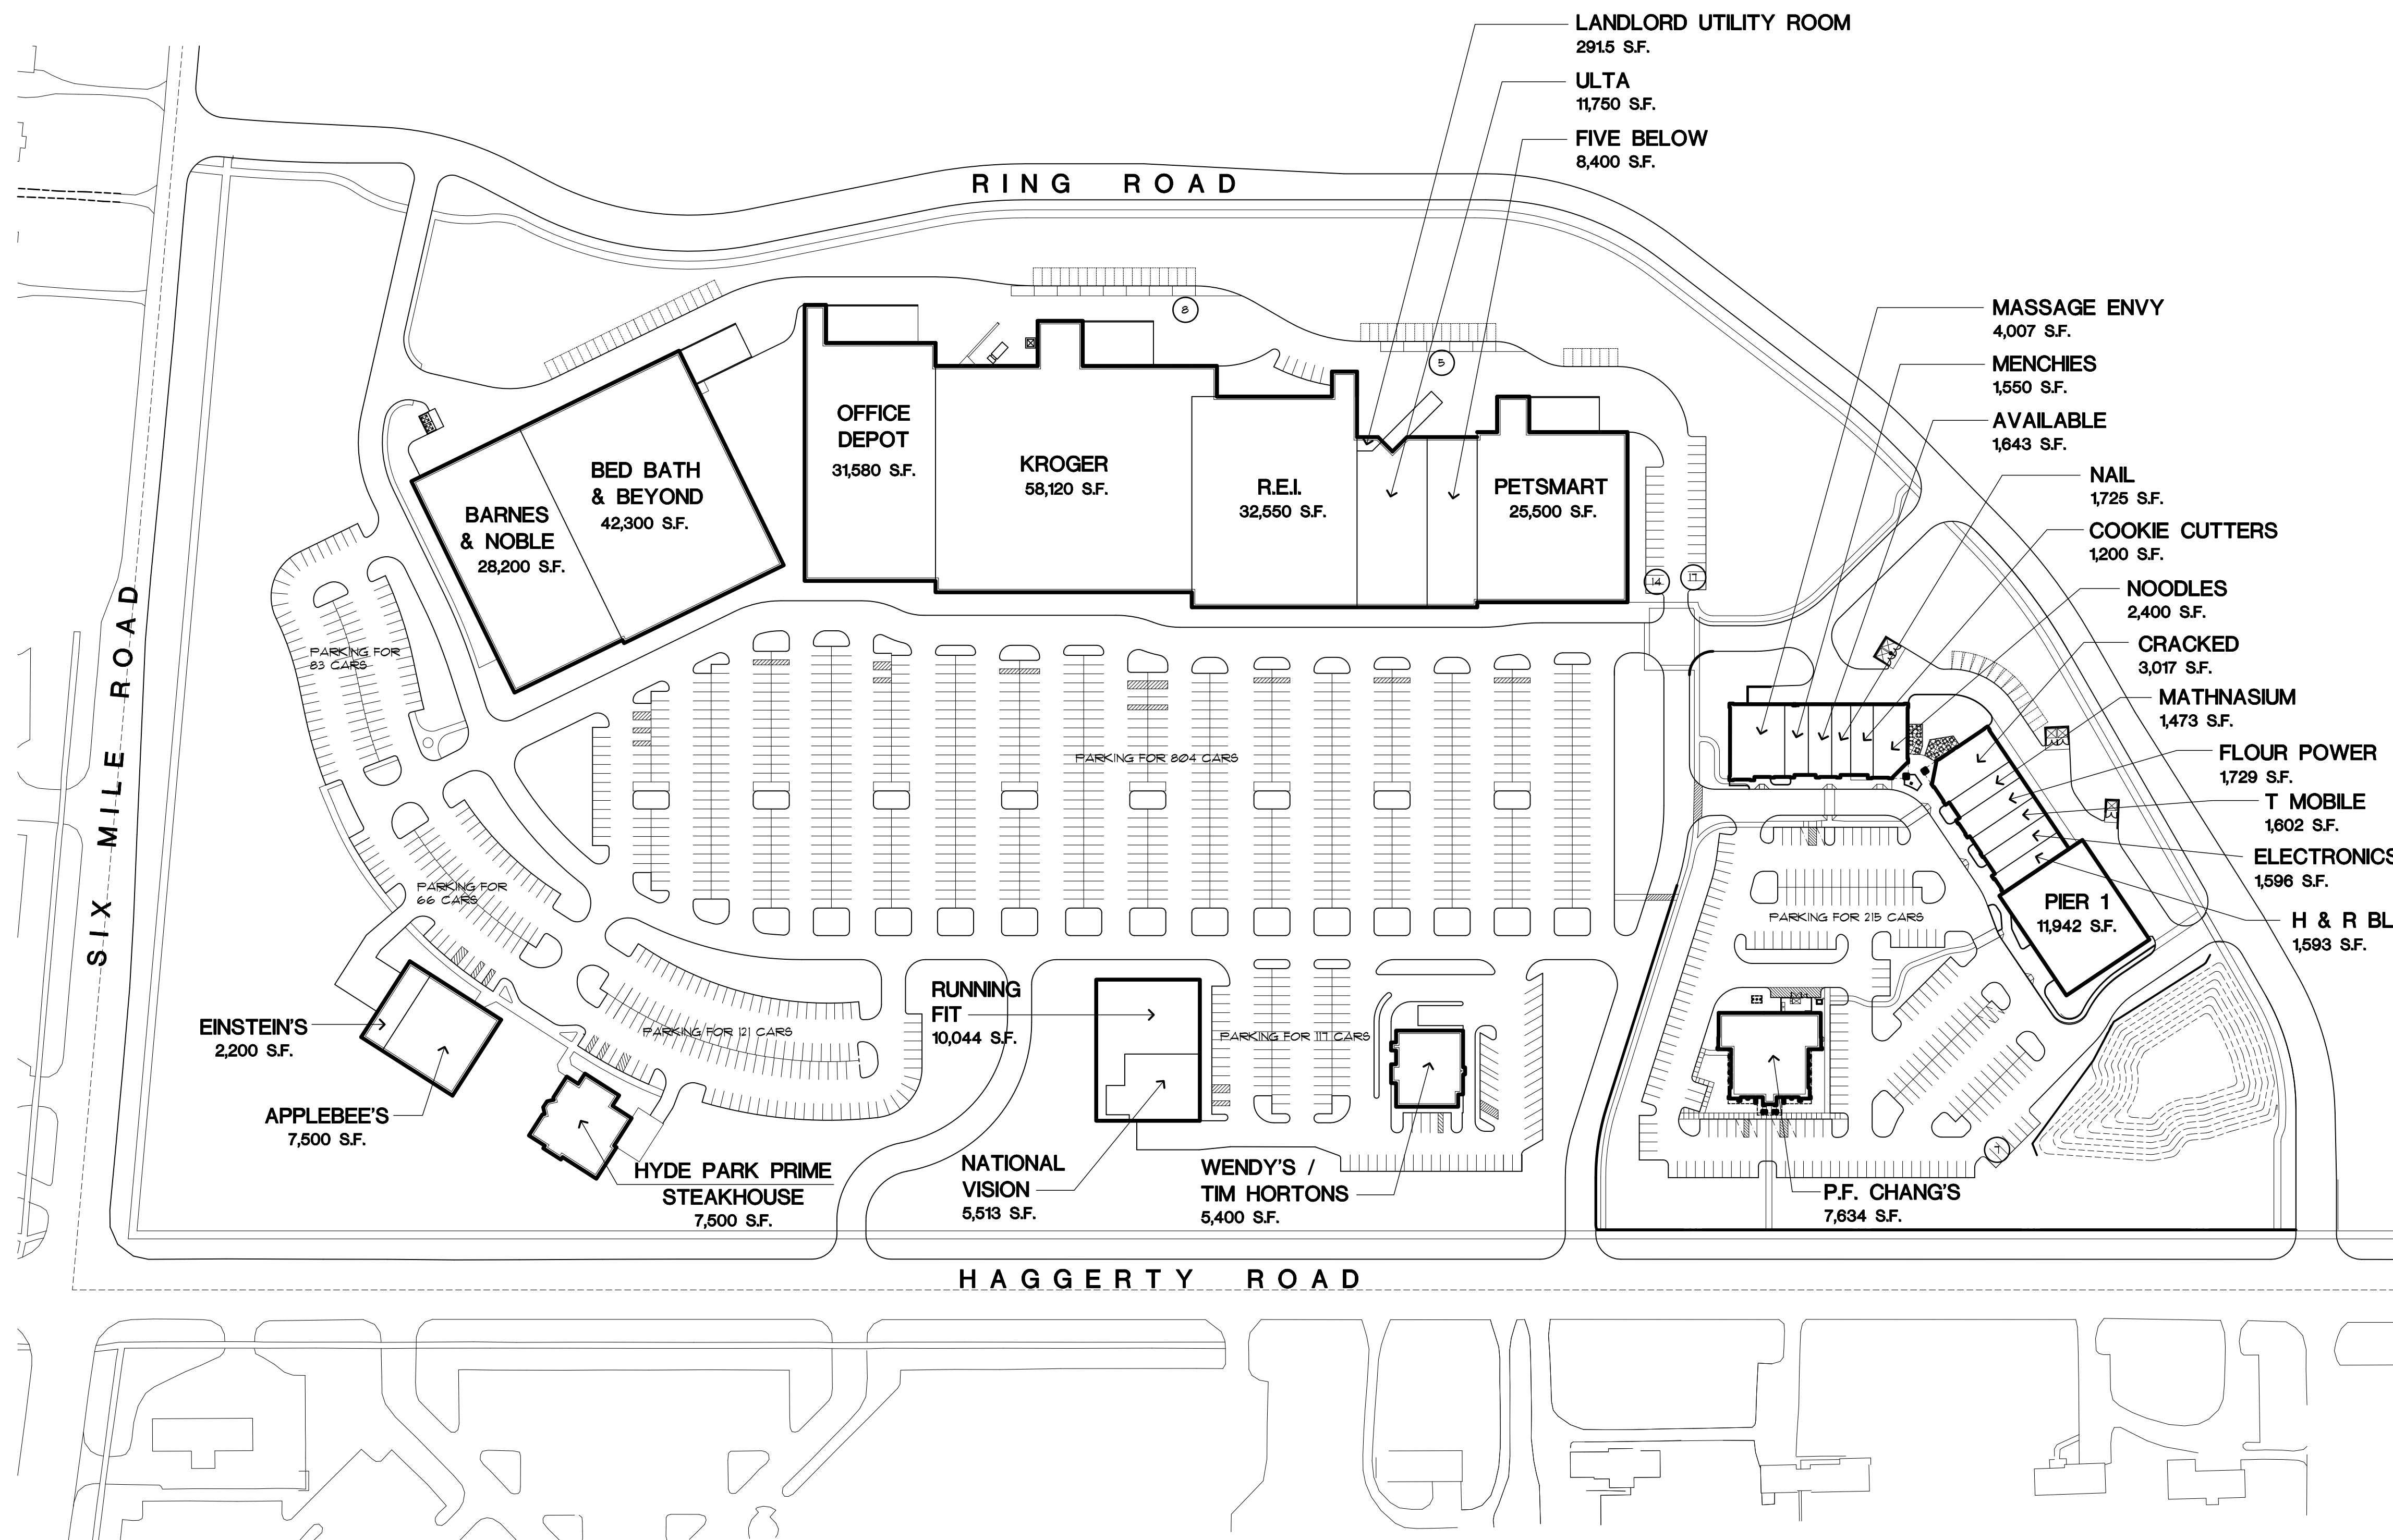 LANDLORD UTILITY ROOM
291.5 S.F.
ULTA
11,750 S.F.
FIVE BELOW
8,400 S.F.
RING ROAD
MASSAGE ENVY
4,007 S.F.
MENCHIES
1,550 S.F.
AVAILABLE
1,643 S.F.
NAIL
1,725 S.F.
COOKIE CUTTERS
1,200 S.F.
NOODLES
2,400 S.F.
CRACKED
3,017 S.F.
MATHNASIUM
1,473 S.F.
FLOUR POWER
1,729 S.F.
T MOBILE
1,602 S.F.
ELECTRONICS
1,596 S.F.
H & R BL
1,593 S.F.
8
5
14
17
OFFICE
DEPOT
31,580 S.F.
KROGER
58,120 S.F.
R.E.I.
32,550 S.F.
PETSMART
25,500 S.F.
BED BATH
& BEYOND
42,300 S.F.
BARNES
& NOBLE
28,200 S.F.
SIX MILE ROAD
PARKING FOR
83 CARS
PARKING FOR 804 CARS
PARKING FOR
66 CARS
PARKING FOR 215 CARS
PIER 1
11,942 S.F.
RUNNING
FIT
10,044 S.F.
PARKING FOR 121 CARS
PARKING FOR 117 CARS
EINSTEIN'S
2,200 S.F.
APPLEBEE'S
7,500 S.F.
HYDE PARK PRIME
STEAKHOUSE
7,500 S.F.
NATIONAL
VISION
5,513 S.F.
WENDY'S /
TIM HORTONS
5,400 S.F.
P.F. CHANG'S
7,634 S.F.
HAGGERTY ROAD